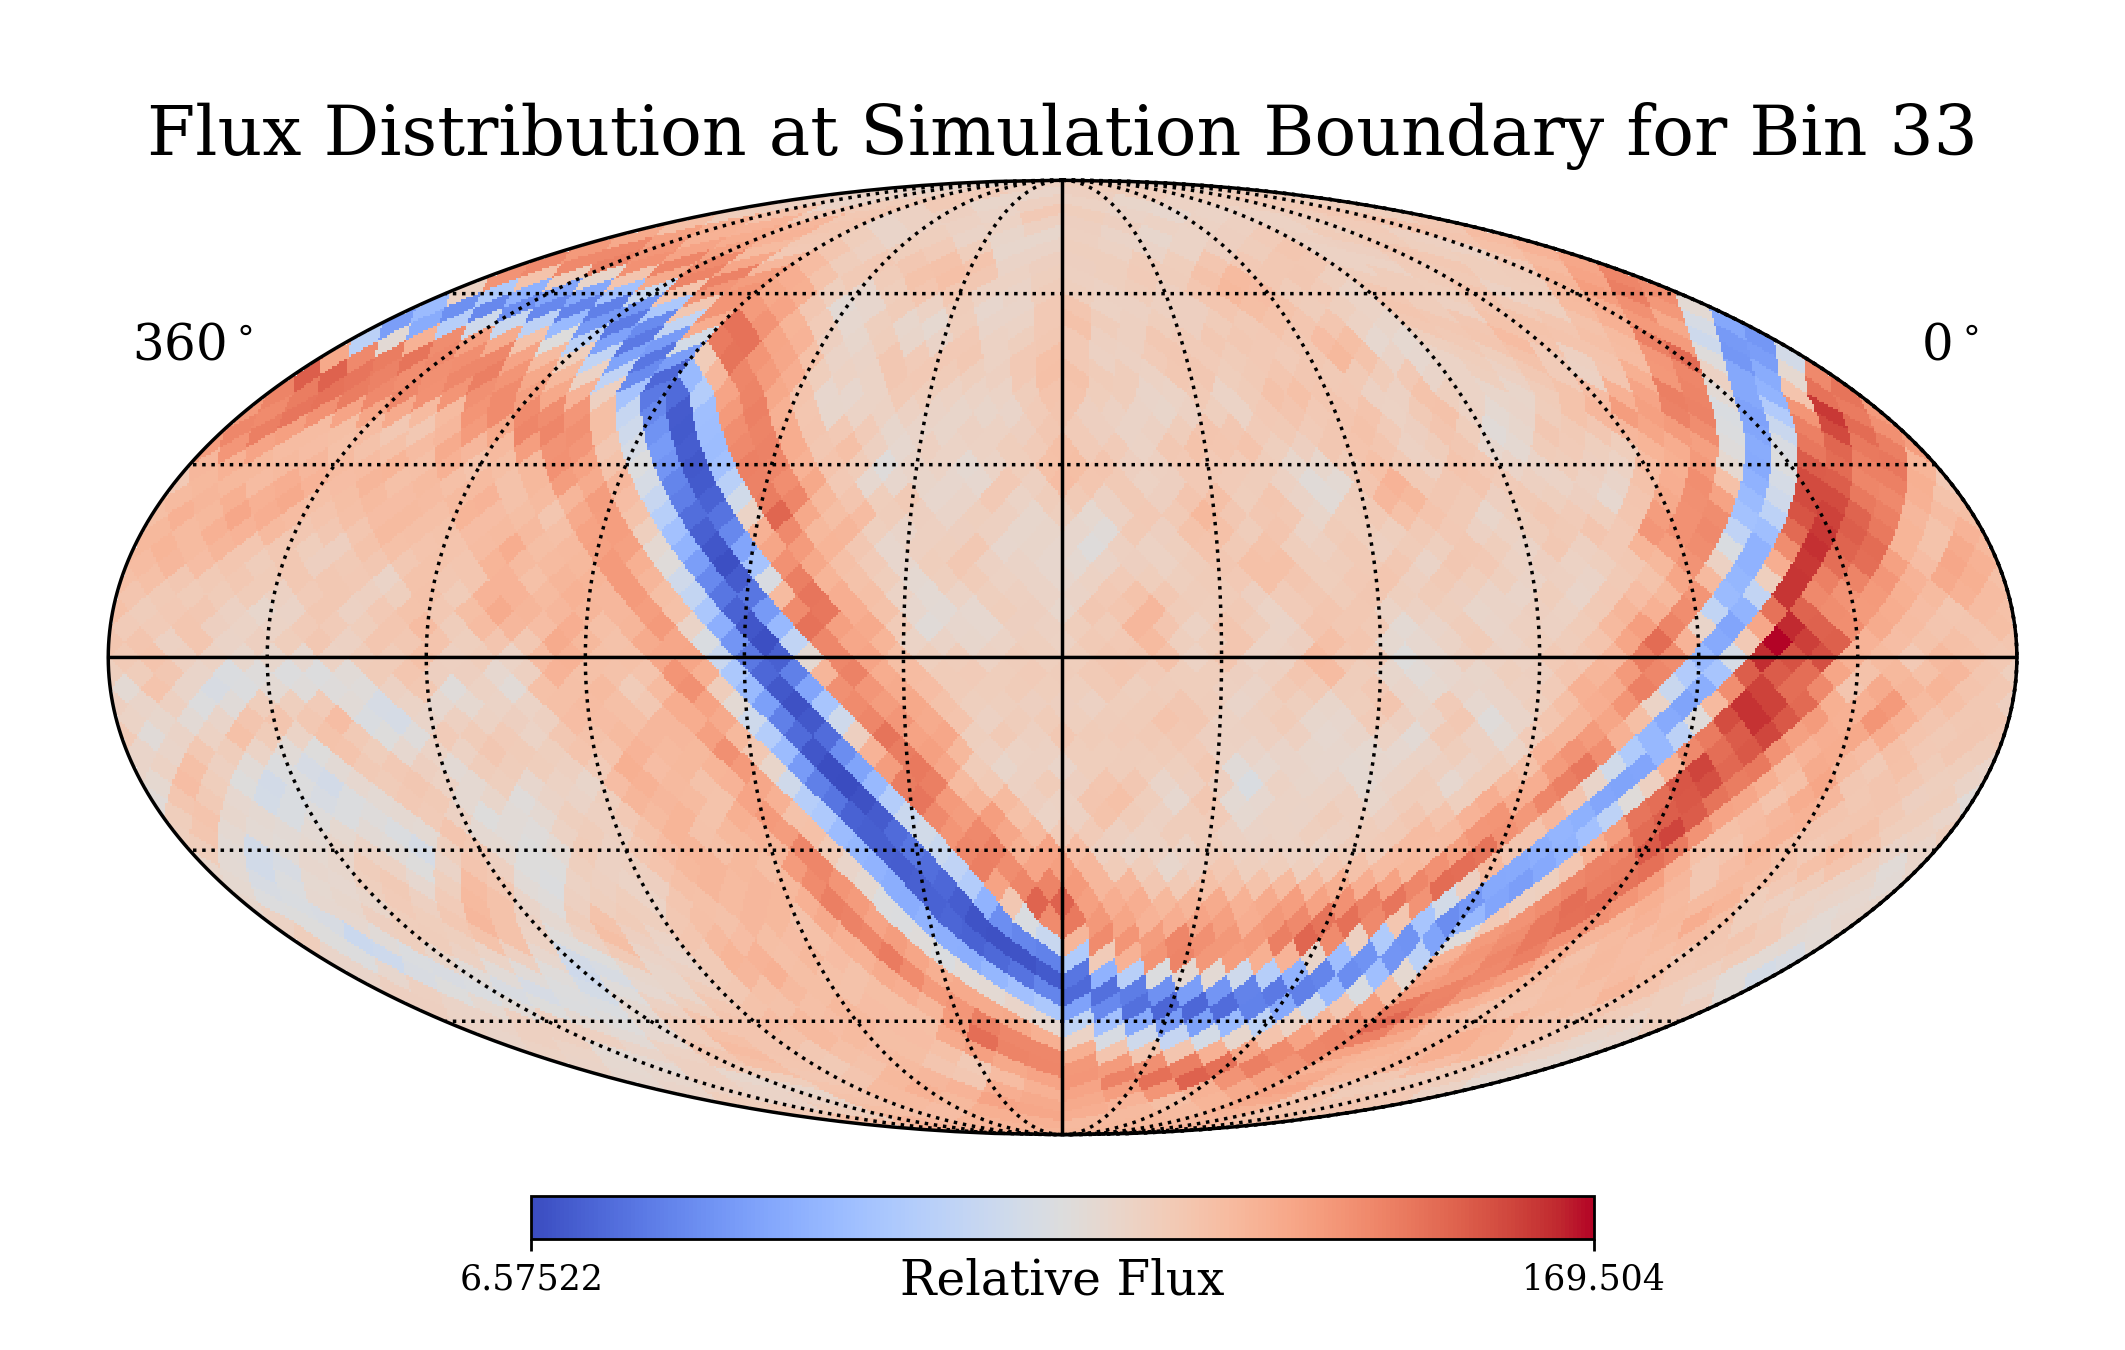 Flux Distribution at Simulation Boundary for Bin 33
360°
0°
6.57522
Relative Flux
169.504